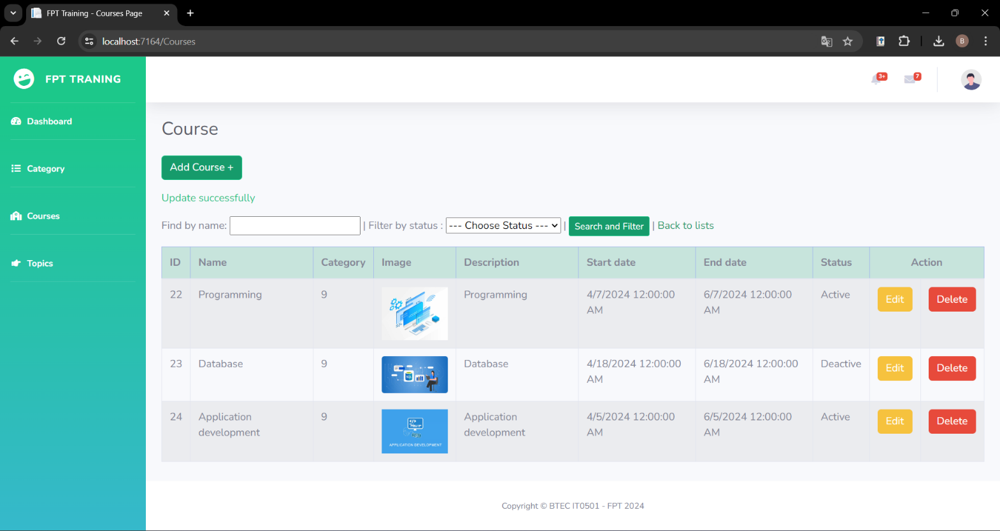 FPT Training - Courses Page
localhost:7164/Courses
B
FPT TRANING
3+
7
Dashboard
Category
Courses
Topics
Course
Add Course +
Update successfully
Find by name: | Filter by status : --- Choose Status --- | Search and Filter | Back to lists
ID Name Category Image Description Start date End date Status Action
22 Programming 9 Programming 4/7/2024 12:00:00 AM 6/7/2024 12:00:00 AM Active Edit Delete
23 Database 9 SQL Database 4/18/2024 12:00:00 AM 6/18/2024 12:00:00 AM Deactive Edit Delete
24 Application development 9 APPLICATION DEVELOPMENT Application development 4/5/2024 12:00:00 AM 6/5/2024 12:00:00 AM Active Edit Delete
Copyright © BTEC IT0501 - FPT 2024